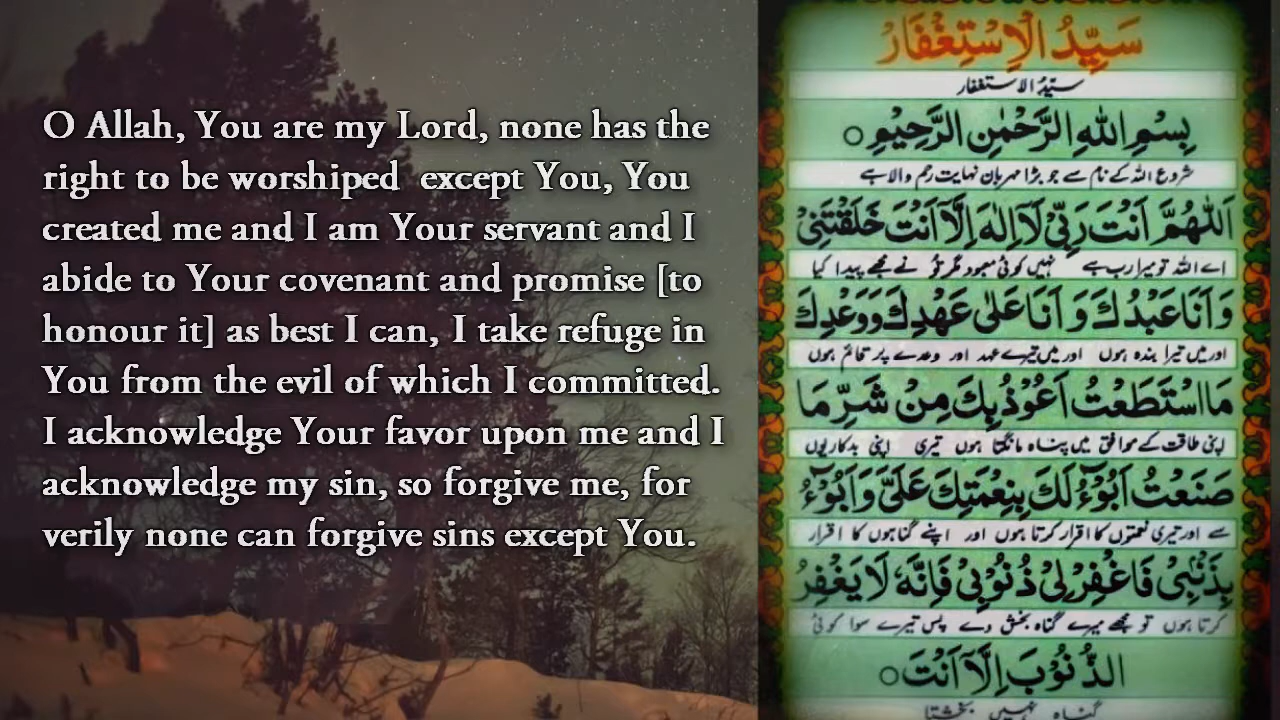 O Allah, You are my Lord, none has the
right to be worshiped except You, You
created me and I am Your servant and I
abide to Your covenant and promise [to
honour it] as best I can, I take refuge in
You from the evil of which I committed.
I acknowledge Your favor upon me and I
acknowledge my sin, so forgive me, for
verily none can forgive sins except You.
سَيِّدُ الْاِسْتِغْفَارْ
سیّدُ الاستغفار
بِسْمِ اللهِ الرَّحْمٰنِ الرَّحِيْمِ ○
شروع اللہ کے نام سے جو بڑا مہربان نہایت رحم والا ہے
اَللّٰهُمَّ اَنْتَ رَبِّيْ لَا اِلٰهَ اِلَّا اَنْتَ خَلَقْتَنِيْ
اے اللہ تو میرا رب ہے نہیں کوئی معبود مگر تُو نے مجھے پیدا کیا
وَ اَنَا عَبْدُكَ وَ اَنَا عَلٰى عَهْدِكَ وَ وَعْدِكَ
اور میں تیرا بندہ ہوں اور میں تیرے عہد اور وعدے پر قائم ہوں
مَا اسْتَطَعْتُ اَعُوْذُ بِكَ مِنْ شَرِّ مَا
اپنی طاقت کے موافق میں پناہ مانگتا ہوں تیری اپنی بدکاریوں
صَنَعْتُ اَبُوْٓءُ لَكَ بِنِعْمَتِكَ عَلَيَّ وَ اَبُوْٓءُ
سے اور تیری نعمتوں کا اقرار کرتا ہوں اور اپنے گناہوں کا اقرار
بِذَنْبِيْ فَاغْفِرْ لِيْ ذُنُوْبِيْ فَاِنَّهٗ لَا يَغْفِرُ
کرتا ہوں تو مجھے میرے گناہ بخش دے پس تیرے سوا کوئی
الذُّنُوْبَ اِلَّا اَنْتَ ○
گناہ نہیں بخشتا